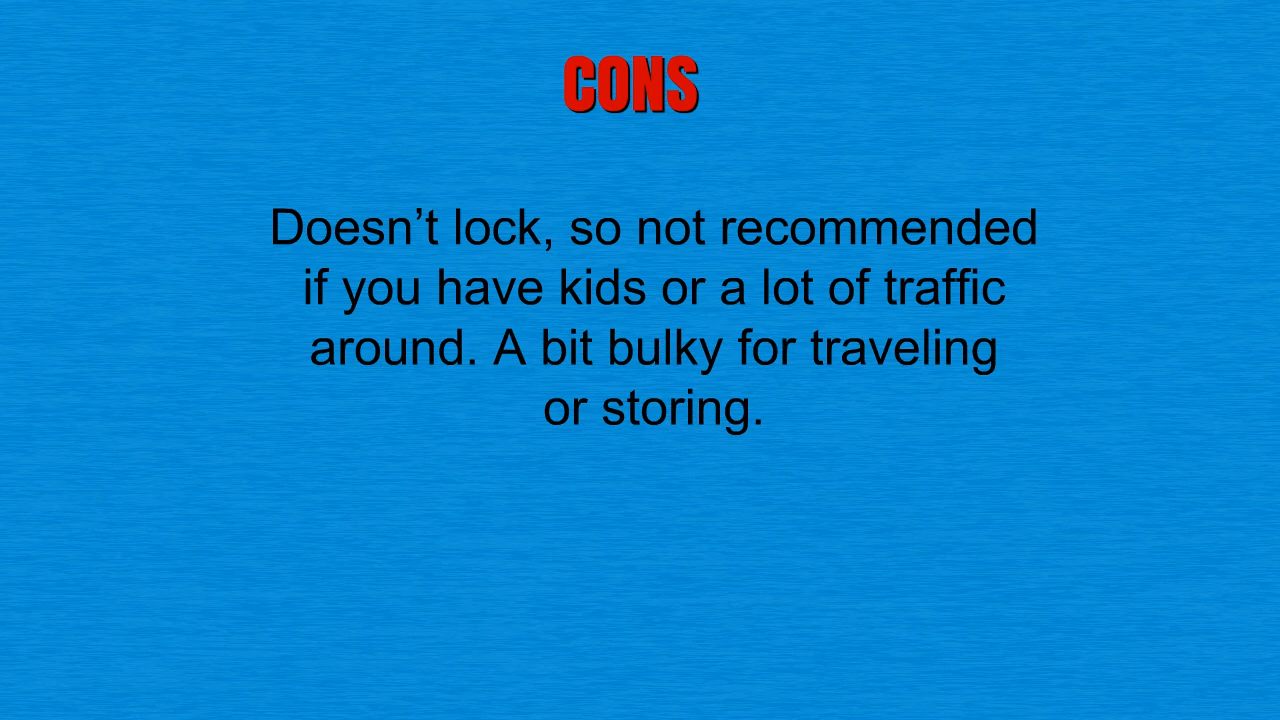 CONS
Doesn’t lock, so not recommended
if you have kids or a lot of traffic
around. A bit bulky for traveling
or storing.